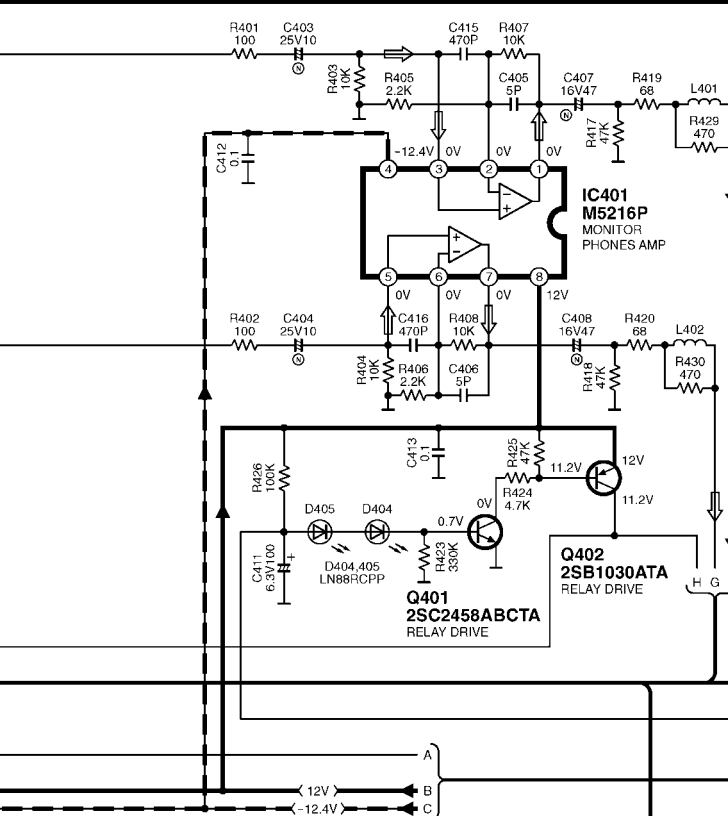 R401
100
C403
25V10
N
R403
10K
R405
2.2K
C415
470P
R407
10K
C405
5P
C407
16V47
N
R417
47K
R419
68
L401
R429
470
C412
0.1
-12.4V
0V
0V
0V
4
3
2
1
IC401
M5216P
MONITOR
PHONES AMP
5
6
7
8
0V
0V
0V
12V
R402
100
C404
25V10
N
R404
10K
C416
470P
R406
2.2K
R408
10K
C406
5P
C408
16V47
N
R418
47K
R420
68
L402
R430
470
R426
100K
C413
0.1
R425
47K
11.2V
12V
R424
4.7K
11.2V
D405
D404
0.7V
0V
C411
6.3V100
+
D404,405
LN88RCPP
R423
330K
Q401
2SC2458ABCTA
RELAY DRIVE
Q402
2SB1030ATA
RELAY DRIVE
H G
A
12V
B
-12.4V
C